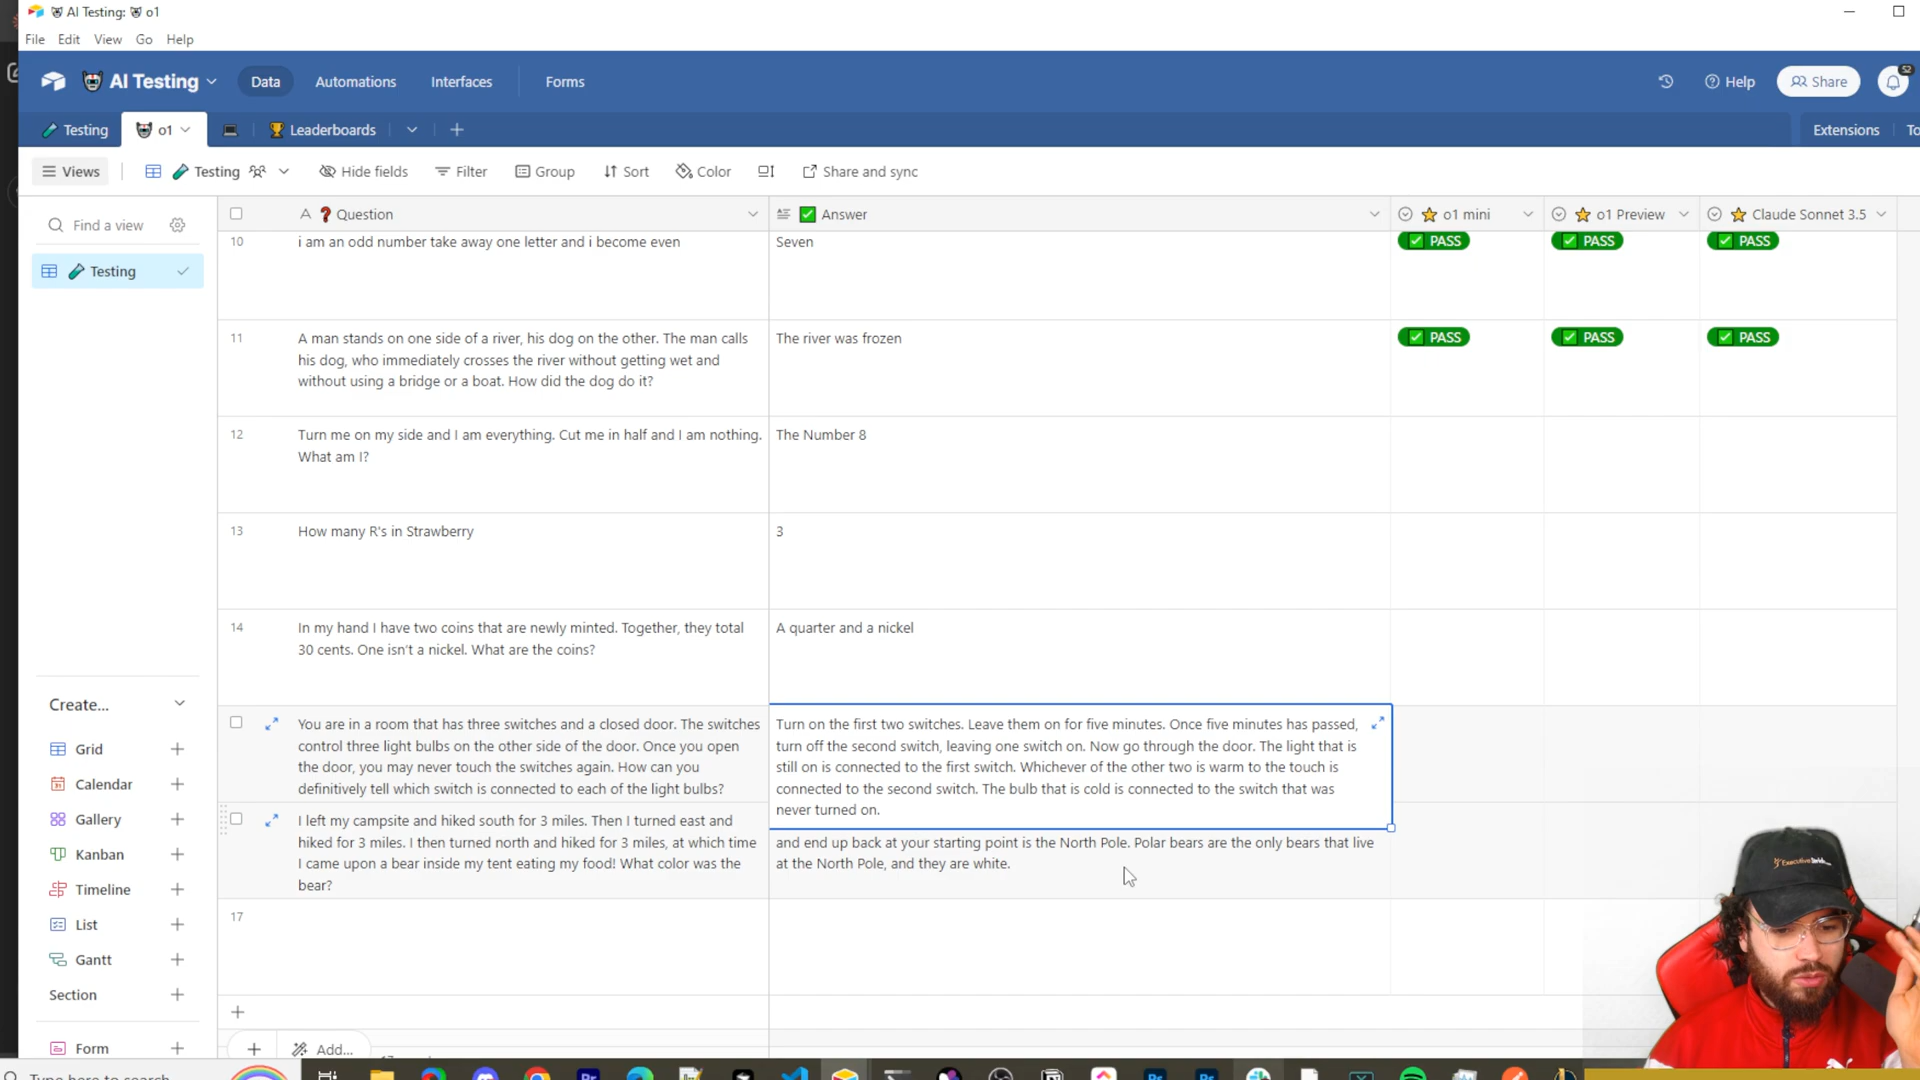 AI Testing: o1
File Edit View Go Help
AI Testing
Data
Automations
Interfaces
Forms
Help
Share
52
Testing
o1
Leaderboards
Extensions
To
Views
Testing
Hide fields
Filter
Group
Sort
Color
Share and sync
Find a view
Testing
Question
Answer
o1 mini
o1 Preview
Claude Sonnet 3.5
10
i am an odd number take away one letter and i become even
Seven
PASS
PASS
PASS
11
A man stands on one side of a river, his dog on the other. The man calls
his dog, who immediately crosses the river without getting wet and
without using a bridge or a boat. How did the dog do it?
The river was frozen
PASS
PASS
PASS
12
Turn me on my side and I am everything. Cut me in half and I am nothing.
What am I?
The Number 8
13
How many R's in Strawberry
3
14
In my hand I have two coins that are newly minted. Together, they total
30 cents. One isn't a nickel. What are the coins?
A quarter and a nickel
You are in a room that has three switches and a closed door. The switches
control three light bulbs on the other side of the door. Once you open
the door, you may never touch the switches again. How can you
definitively tell which switch is connected to each of the light bulbs?
Turn on the first two switches. Leave them on for five minutes. Once five minutes has passed,
turn off the second switch, leaving one switch on. Now go through the door. The light that is
still on is connected to the first switch. Whichever of the other two is warm to the touch is
connected to the second switch. The bulb that is cold is connected to the switch that was
never turned on.
I left my campsite and hiked south for 3 miles. Then I turned east and
hiked for 3 miles. I then turned north and hiked for 3 miles, at which time
I came upon a bear inside my tent eating my food! What color was the
bear?
and end up back at your starting point is the North Pole. Polar bears are the only bears that live
at the North Pole, and they are white.
17
Create...
Grid
Calendar
Gallery
Kanban
Timeline
List
Gantt
Section
Form
Add...
Type here to search